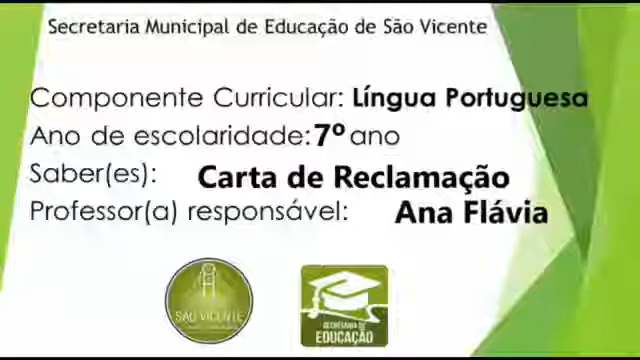 Secretaria Municipal de Educação de São Vicente
Componente Curricular: Língua Portuguesa
Ano de escolaridade: 7º ano
Saber(es): Carta de Reclamação
Professor(a) responsável: Ana Flávia
SÃO VICENTE
SECRETARIA DE
EDUCAÇÃO